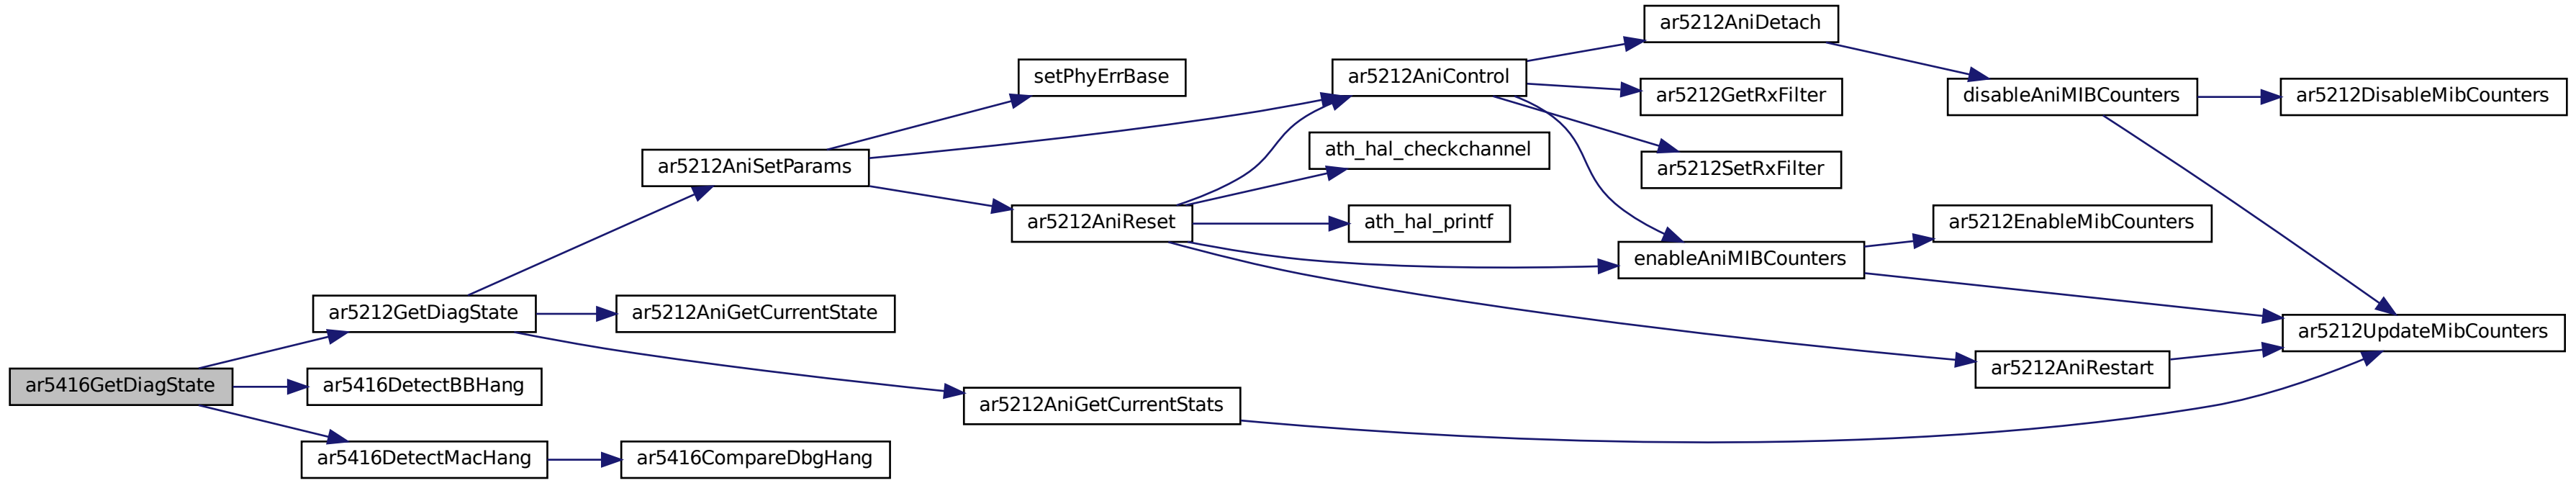 ar5212AniDetach
setPhyErrBase
ar5212AniControl
disableAniMIBCounters
ar5212GetRxFilter
ar5212DisableMibCounters
ath_hal_checkchannel
ar5212AniSetParams
ar5212SetRxFilter
ar5212AniReset
ath_hal_printf
ar5212EnableMibCounters
enableAniMIBCounters
ar5212GetDiagState
ar5212AniGetCurrentState
ar5212UpdateMibCounters
ar5212AniRestart
ar5416GetDiagState
ar5416DetectBBHang
ar5212AniGetCurrentStats
ar5416DetectMacHang
ar5416CompareDbgHang